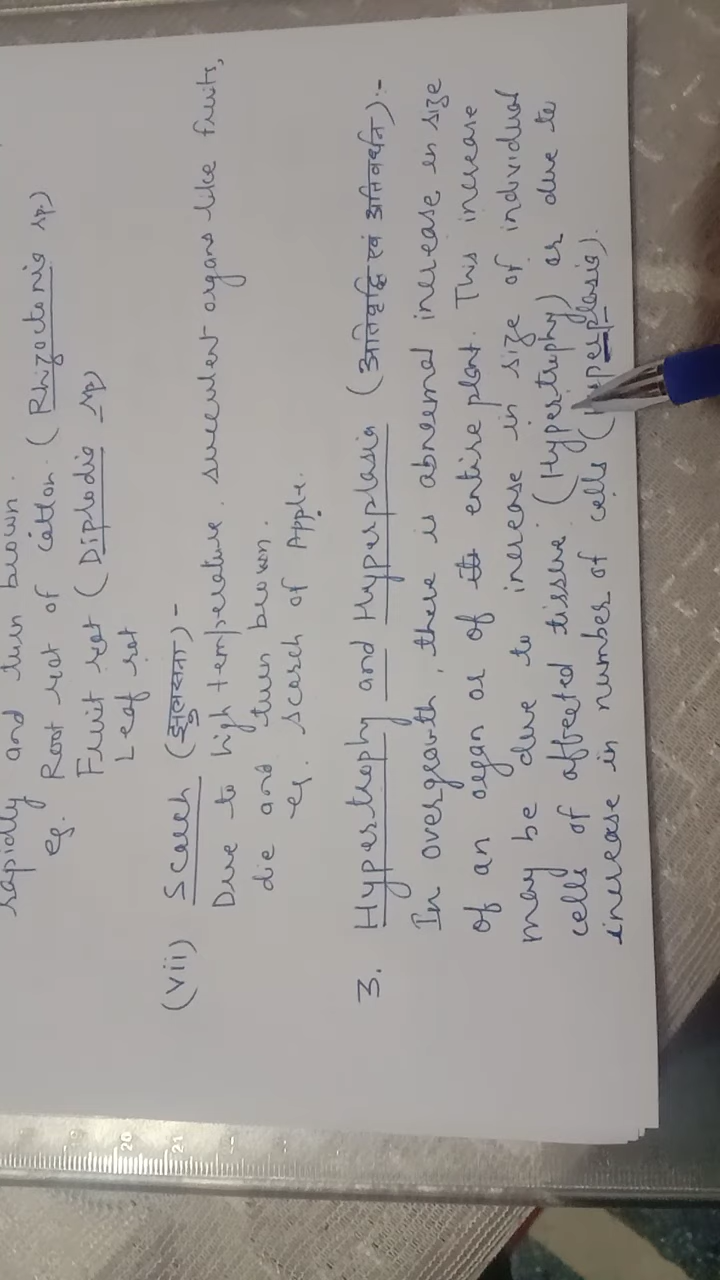 rapidly and turn brown.
eg. Root rot of cotton. (Rhizoctonia sp.)
Fruit rot (Diplodia sp)
Leaf rot
(vii) Scorch (झुलसना) :-
Due to high temperature, succulent organs like fruits,
die and turn brown.
eg. scorch of Apple.
3. Hypertrophy and Hyperplasia (अतिवृद्धि एवं अतिवर्धन) :-
In overgrowth, there is abnormal increase in size
of an organ or of its entire plant. This increase
may be due to increase in size of individual
cells of affected tissue (Hypertrophy) or due to
increase in number of cells (Hyperplasia).
20
21